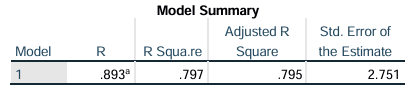 Model Summary
Adjusted R Std. Error of
Model R R Squa.re Square the Estimate
1 .893ª .797 .795 2.751